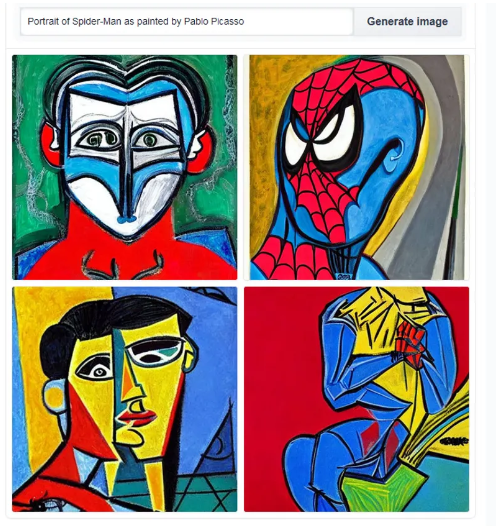 Portrait of Spider-Man as painted by Pablo Picasso
Generate image